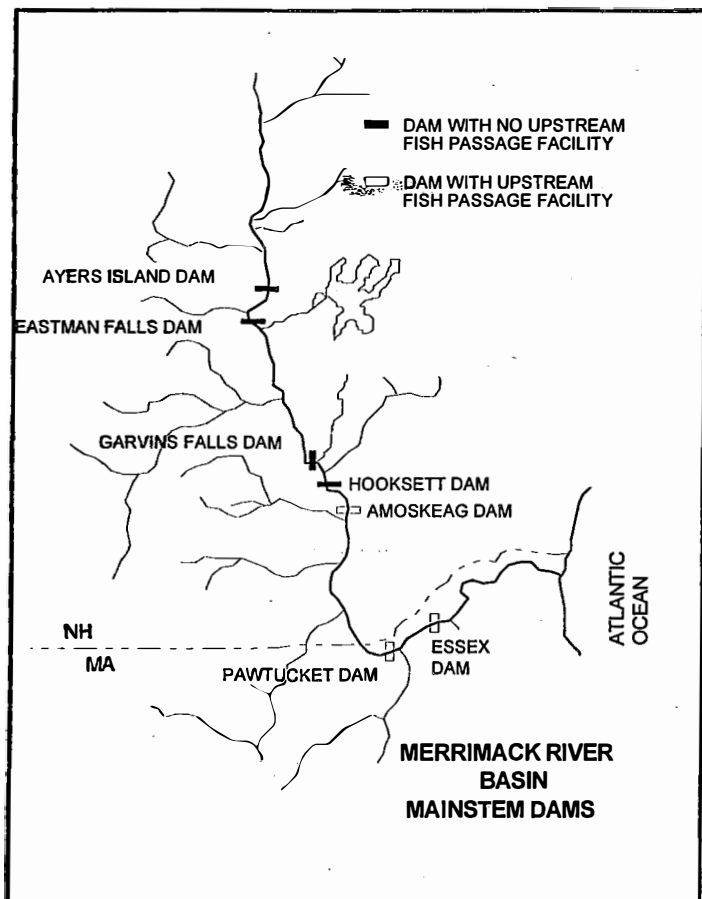 DAM WITH NO UPSTREAM
FISH PASSAGE FACILITY
DAM WITH UPSTREAM
FISH PASSAGE FACILITY
AYERS ISLAND DAM
EASTMAN FALLS DAM
GARVINS FALLS DAM
HOOKSETT DAM
AMOSKEAG DAM
ATLANTIC
OCEAN
NH
MA
ESSEX
DAM
PAWTUCKET DAM
MERRIMACK RIVER
BASIN
MAINSTEM DAMS